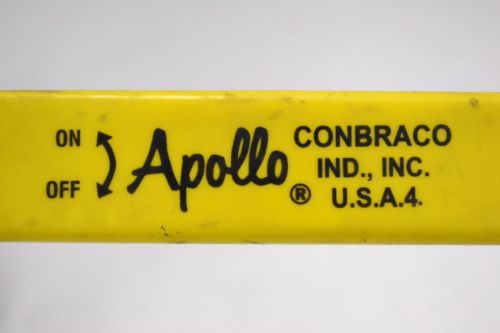 ON
OFF
Apollo®
CONBRACO
IND., INC.
U.S.A.4.